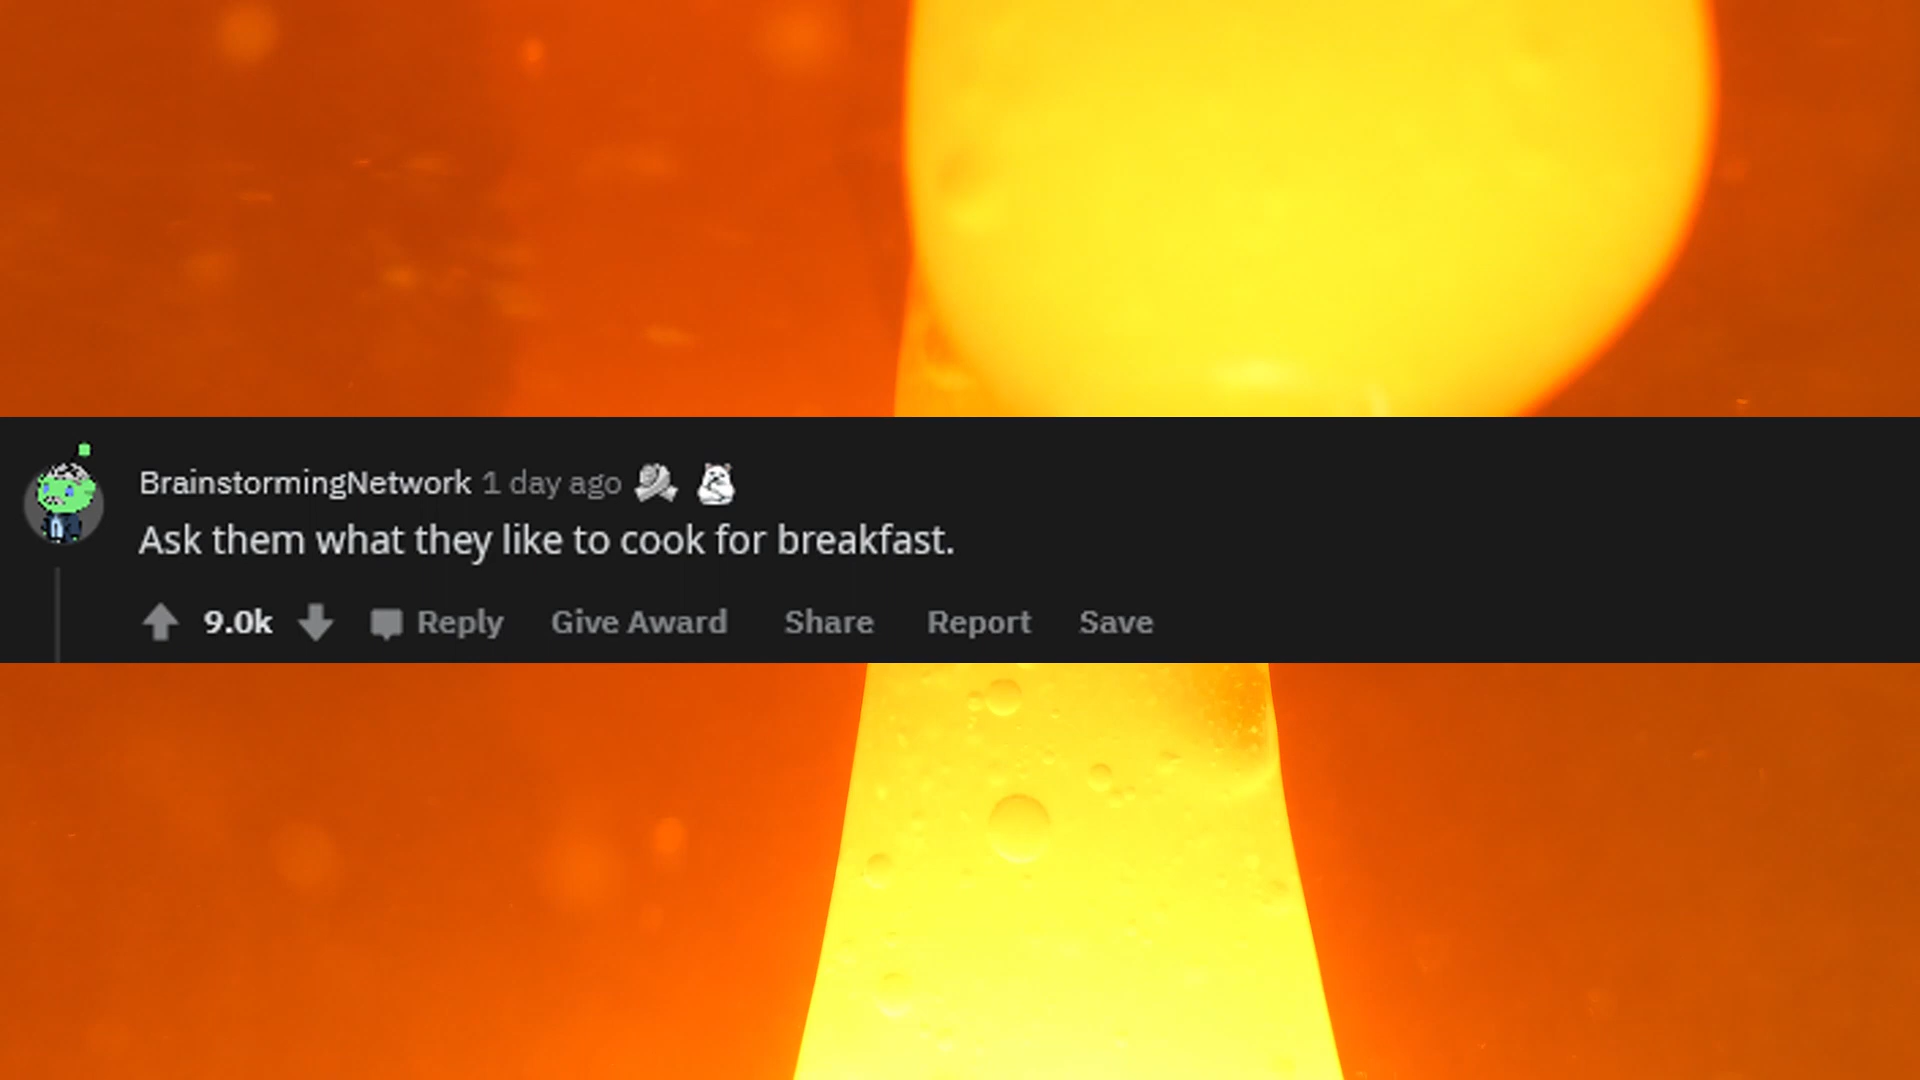 BrainstormingNetwork 1 day ago
Ask them what they like to cook for breakfast.
9.0k Reply Give Award Share Report Save